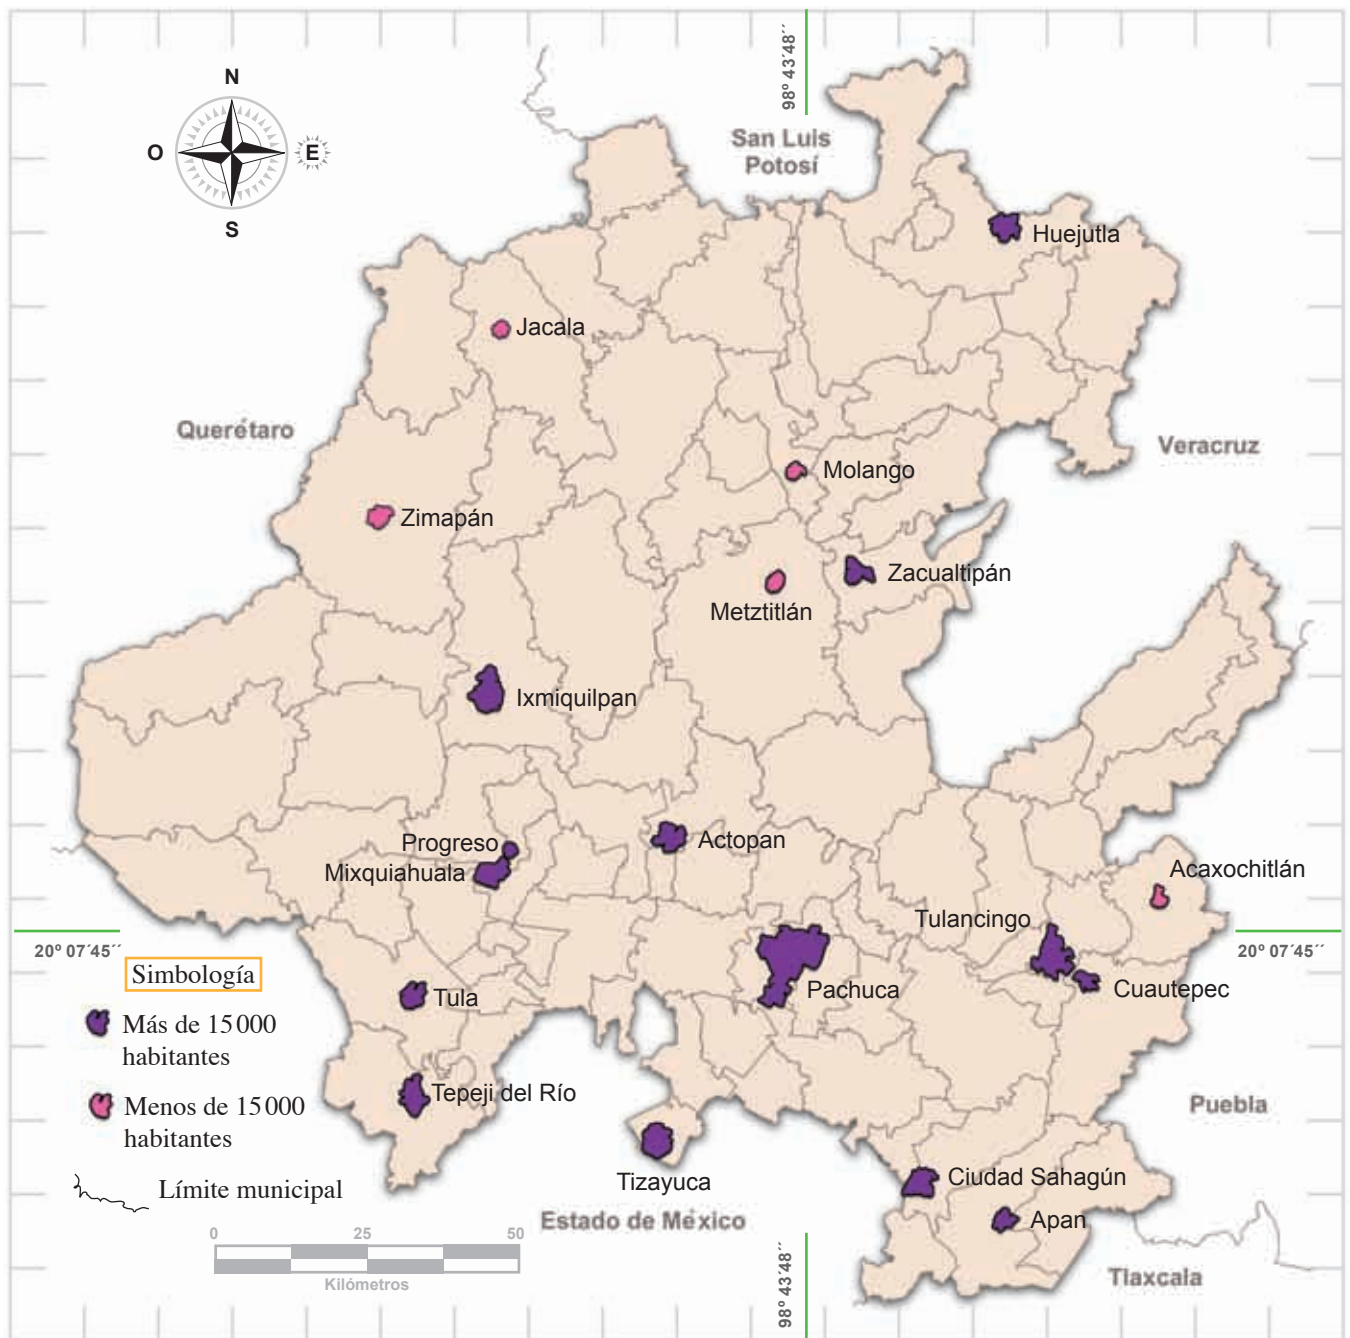 N
O
E
S
98° 43´48´´
San Luis
Potosí
Huejutla
Jacala
Querétaro
Veracruz
Molango
Zimapán
Zacualtipán
Metztitlán
Ixmiquilpan
Progreso
Actopan
Mixquiahuala
Acaxochitlán
Tulancingo
20° 07´45´´
20° 07´45´´
Simbología
Tula
Pachuca
Cuautepec
Más de 15 000
habitantes
Tepeji del Río
Menos de 15 000
habitantes
Puebla
Tizayuca
Ciudad Sahagún
Límite municipal
Estado de México
Apan
0 25 50
Kilómetros
98° 43´48´´
Tlaxcala